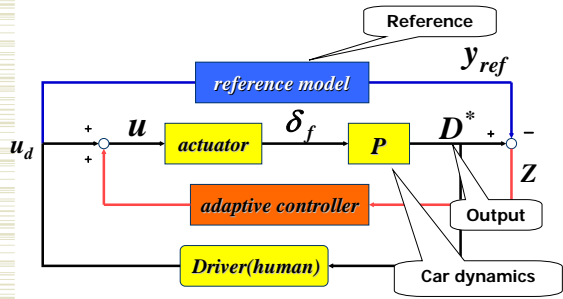 Reference
y_ref
reference model
+ u δ_f D* + −
u_d actuator P
+
Z
adaptive controller
Output
Driver(human)
Car dynamics